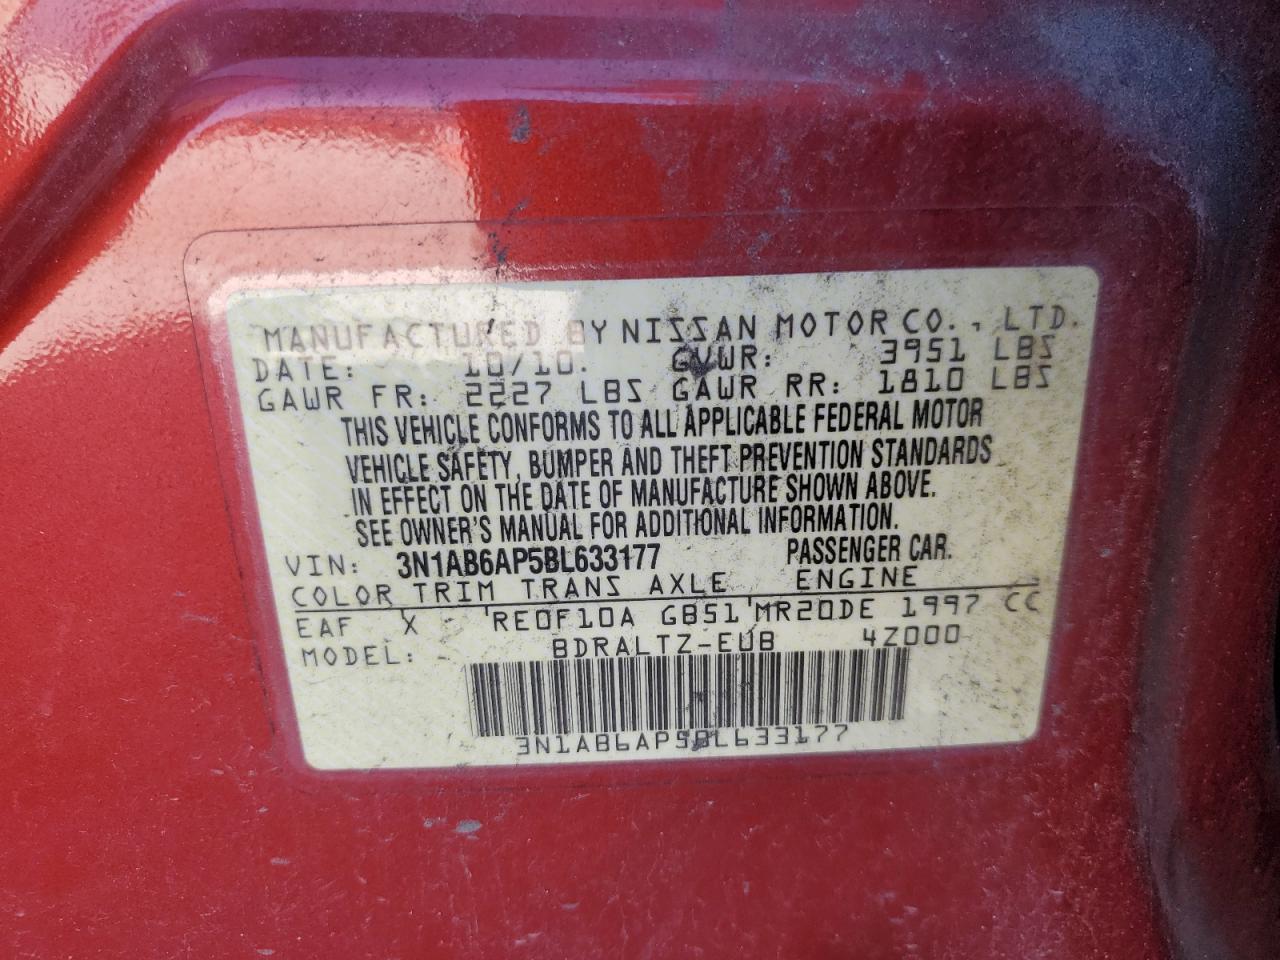 MANUFACTURED BY NISSAN MOTOR CO., LTD.
DATE: 10/10. GVWR: 3951 LBS
GAWR FR: 2227 LBS GAWR RR: 1810 LBS
THIS VEHICLE CONFORMS TO ALL APPLICABLE FEDERAL MOTOR
VEHICLE SAFETY, BUMPER AND THEFT PREVENTION STANDARDS
IN EFFECT ON THE DATE OF MANUFACTURE SHOWN ABOVE.
SEE OWNER'S MANUAL FOR ADDITIONAL INFORMATION.
VIN: 3N1AB6AP5BL633177 PASSENGER CAR.
COLOR TRIM TRANS AXLE ENGINE
EAF X RE0F10A GB51 MR20DE 1997 CC
MODEL: BDRALTZ-EUB 4Z000
3N1AB6AP5BL633177